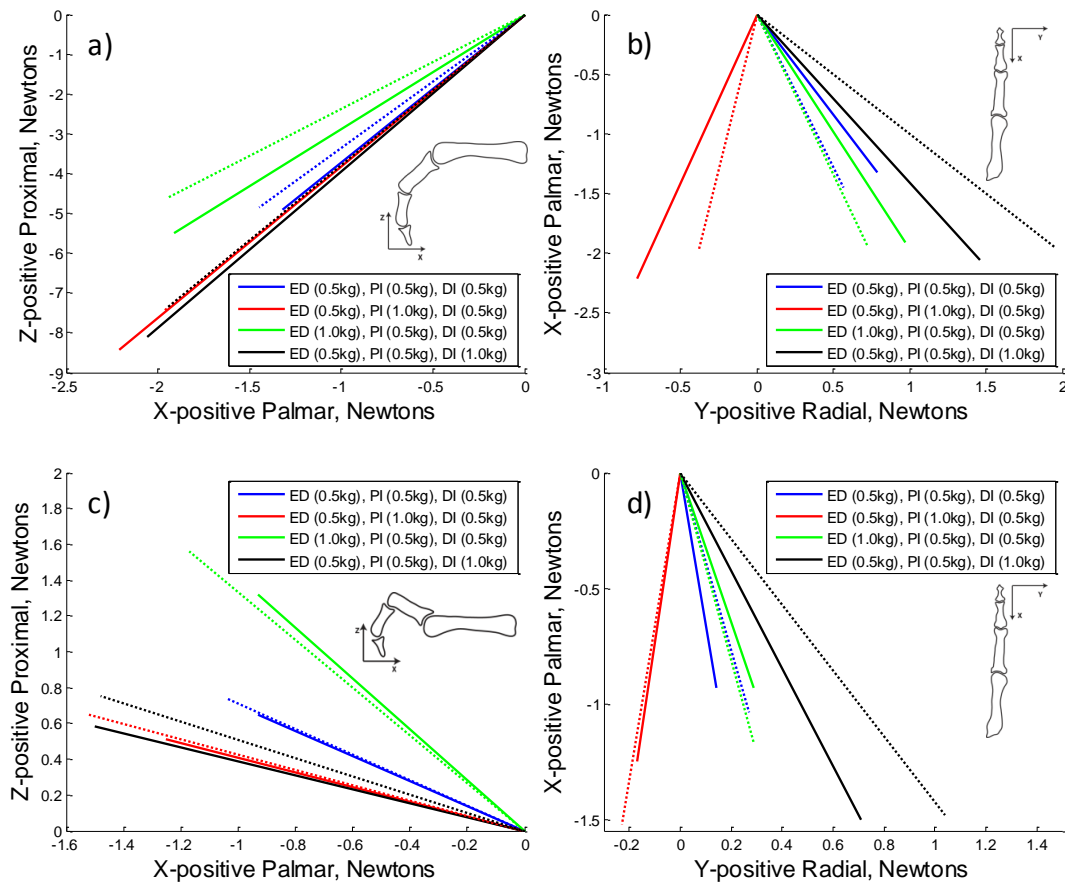 a)
Z-positive Proximal, Newtons
0
-1
-2
-3
-4
-5
-6
-7
-8
-9
Z
X
ED (0.5kg), PI (0.5kg), DI (0.5kg)
ED (0.5kg), PI (1.0kg), DI (0.5kg)
ED (1.0kg), PI (0.5kg), DI (0.5kg)
ED (0.5kg), PI (0.5kg), DI (1.0kg)
-2.5 -2 -1.5 -1 -0.5 0
X-positive Palmar, Newtons
b)
X-positive Palmar, Newtons
0
-0.5
-1
-1.5
-2
-2.5
-3
Y
X
ED (0.5kg), PI (0.5kg), DI (0.5kg)
ED (0.5kg), PI (1.0kg), DI (0.5kg)
ED (1.0kg), PI (0.5kg), DI (0.5kg)
ED (0.5kg), PI (0.5kg), DI (1.0kg)
-1 -0.5 0 0.5 1 1.5 2
Y-positive Radial, Newtons
c)
Z-positive Proximal, Newtons
2
1.8
1.6
1.4
1.2
1
0.8
0.6
0.4
0.2
0
ED (0.5kg), PI (0.5kg), DI (0.5kg)
ED (0.5kg), PI (1.0kg), DI (0.5kg)
ED (1.0kg), PI (0.5kg), DI (0.5kg)
ED (0.5kg), PI (0.5kg), DI (1.0kg)
Z
X
-1.6 -1.4 -1.2 -1 -0.8 -0.6 -0.4 -0.2 0
X-positive Palmar, Newtons
d)
X-positive Palmar, Newtons
0
-0.5
-1
-1.5
ED (0.5kg), PI (0.5kg), DI (0.5kg)
ED (0.5kg), PI (1.0kg), DI (0.5kg)
ED (1.0kg), PI (0.5kg), DI (0.5kg)
ED (0.5kg), PI (0.5kg), DI (1.0kg)
Y
X
-0.2 0 0.2 0.4 0.6 0.8 1 1.2 1.4
Y-positive Radial, Newtons